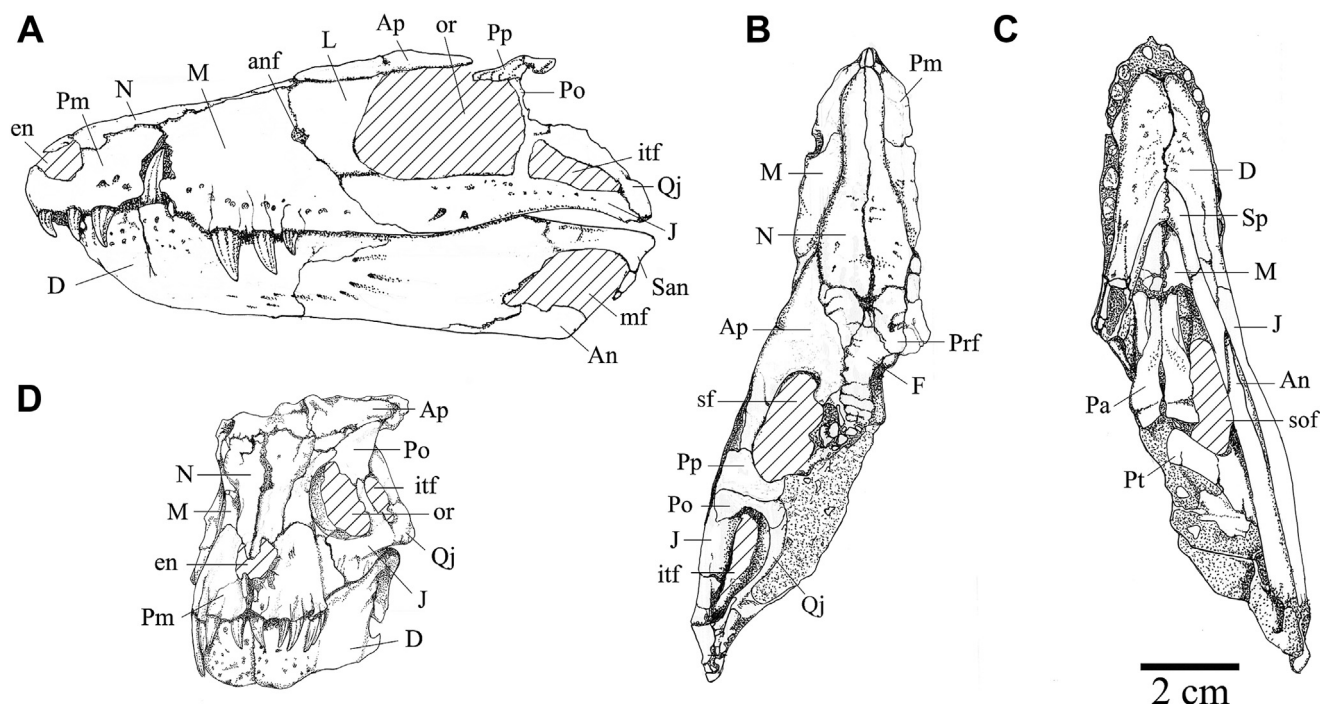 A
Ap
or
Pp
L
anf
M
Po
N
Pm
en
itf
Qj
J
D
San
mf
An
B
Pm
M
N
Ap
Prf
F
sf
Pp
Po
J
itf
Qj
C
D
Sp
M
J
An
Pa
sof
Pt
2 cm
D
Ap
N
Po
M
itf
or
en
Qj
Pm
J
D